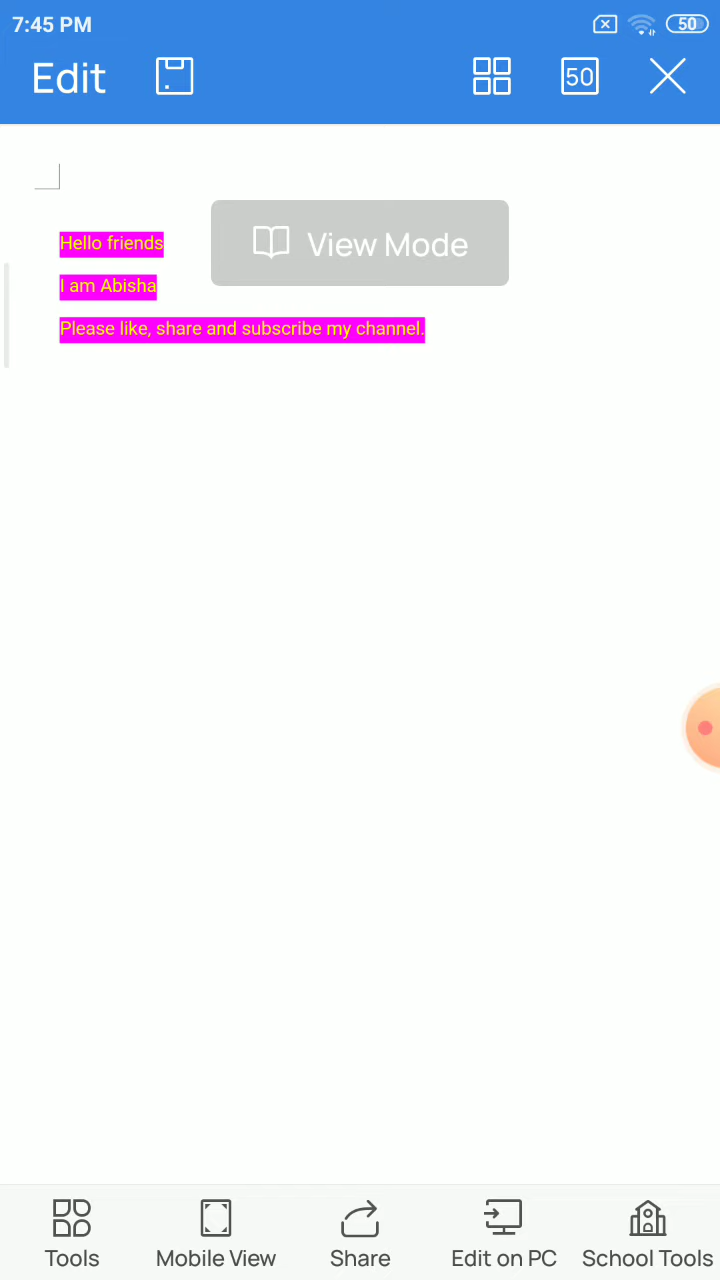 7:45 PM
50
Edit
50
View Mode
Hello friends
I am Abisha
Please like, share and subscribe my channel.
Tools
Mobile View
Share
Edit on PC
School Tools